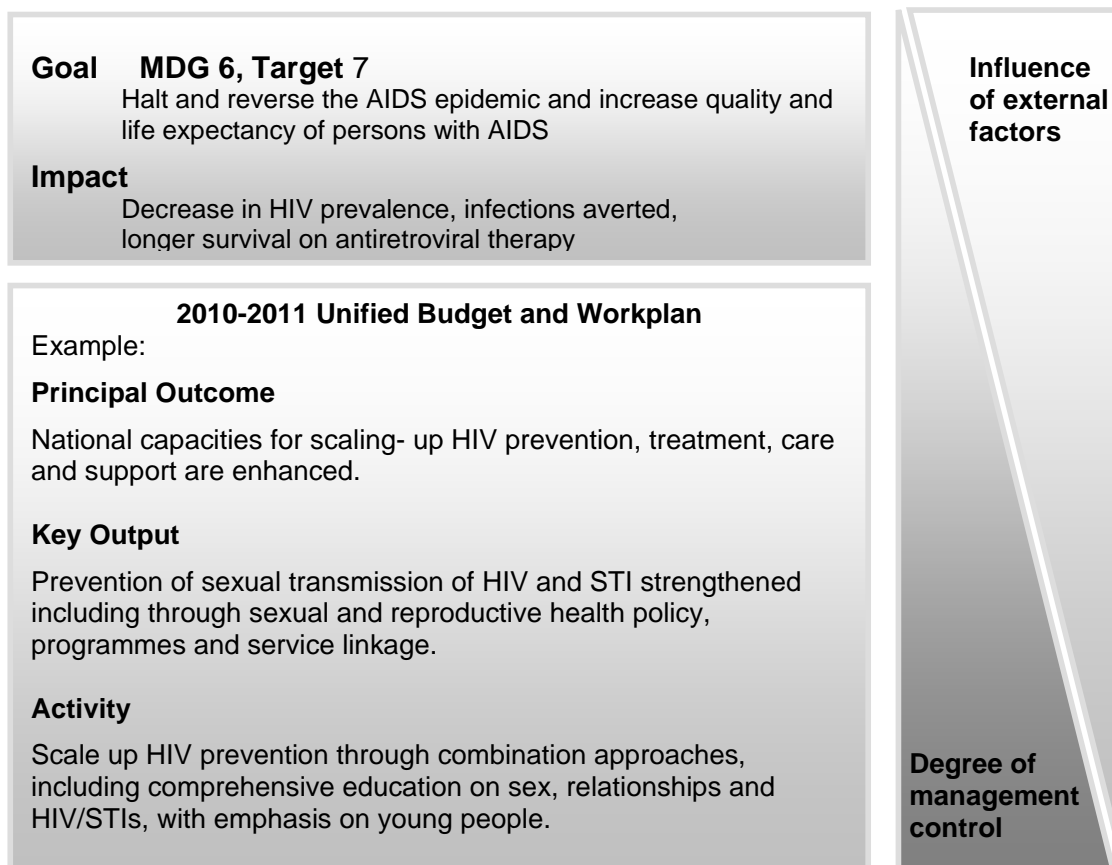 Goal MDG 6, Target 7
Halt and reverse the AIDS epidemic and increase quality and
life expectancy of persons with AIDS
Impact
Decrease in HIV prevalence, infections averted,
longer survival on antiretroviral therapy
2010-2011 Unified Budget and Workplan
Example:
Principal Outcome
National capacities for scaling- up HIV prevention, treatment, care
and support are enhanced.
Key Output
Prevention of sexual transmission of HIV and STI strengthened
including through sexual and reproductive health policy,
programmes and service linkage.
Activity
Scale up HIV prevention through combination approaches,
including comprehensive education on sex, relationships and
HIV/STIs, with emphasis on young people.
Influence
of external
factors
Degree of
management
control